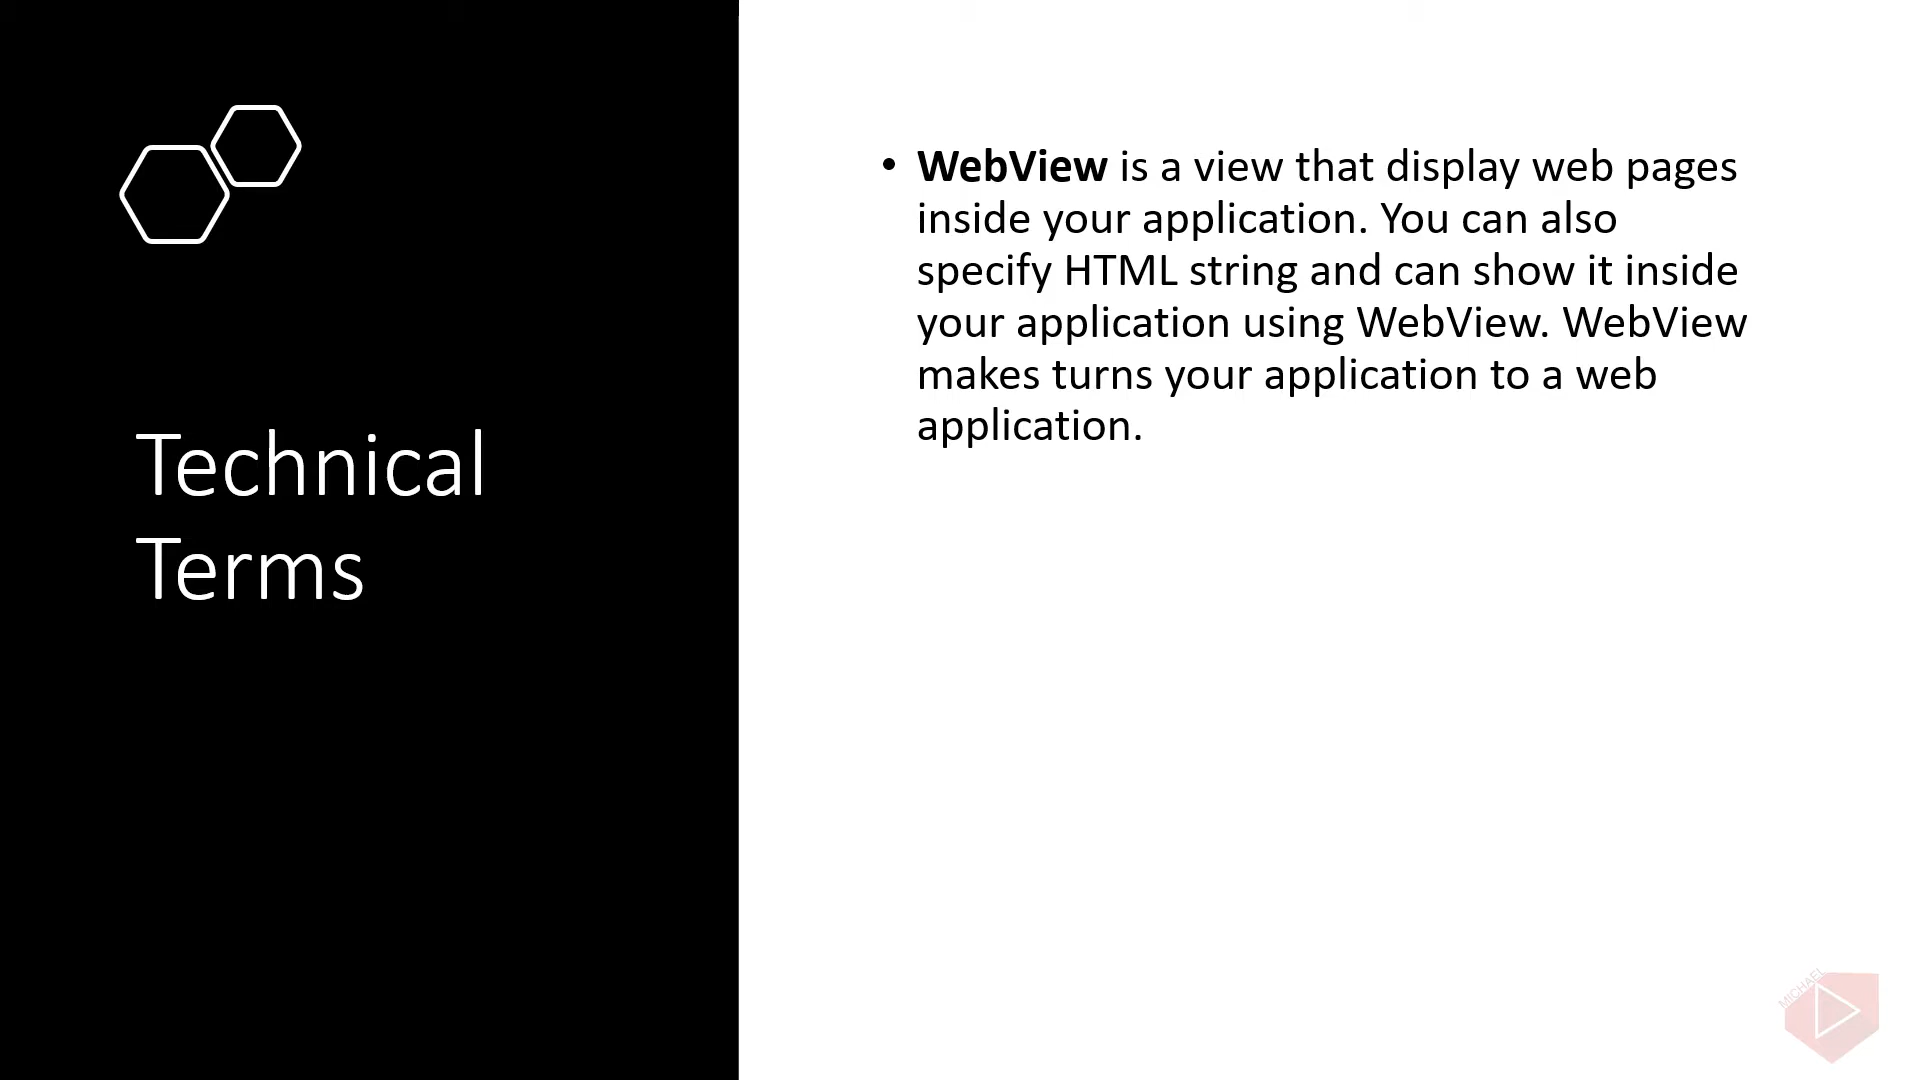 Technical
Terms
• WebView is a view that display web pages
inside your application. You can also
specify HTML string and can show it inside
your application using WebView. WebView
makes turns your application to a web
application.
MICHAEL